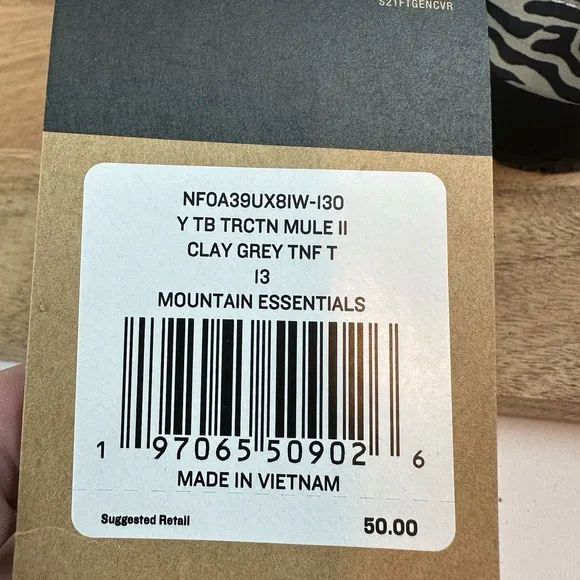 S21FTGENCVR
NF0A39UX8IW-I30
Y TB TRCTN MULE II
CLAY GREY TNF T
I3
MOUNTAIN ESSENTIALS
1 97065 50902 6
MADE IN VIETNAM
Suggested Retail 50.00